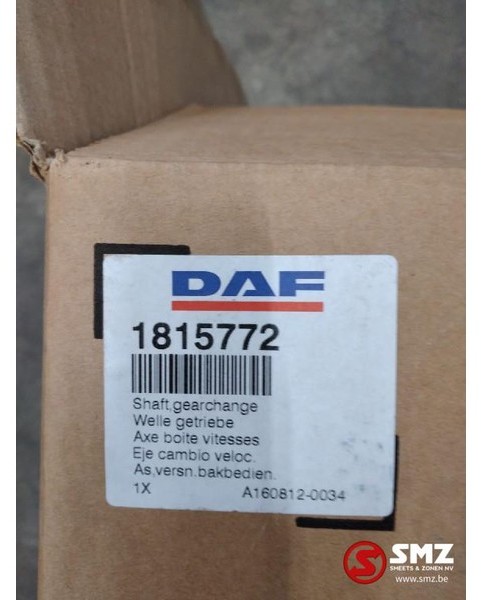 DAF
1815772
Shaft,gearchange
Welle getriebe
Axe boite vitesses
Eje cambio veloc.
As,versn.bakbedien.
1X A160812-0034
SMZ
SMEETS & ZONEN NV
www.smz.be